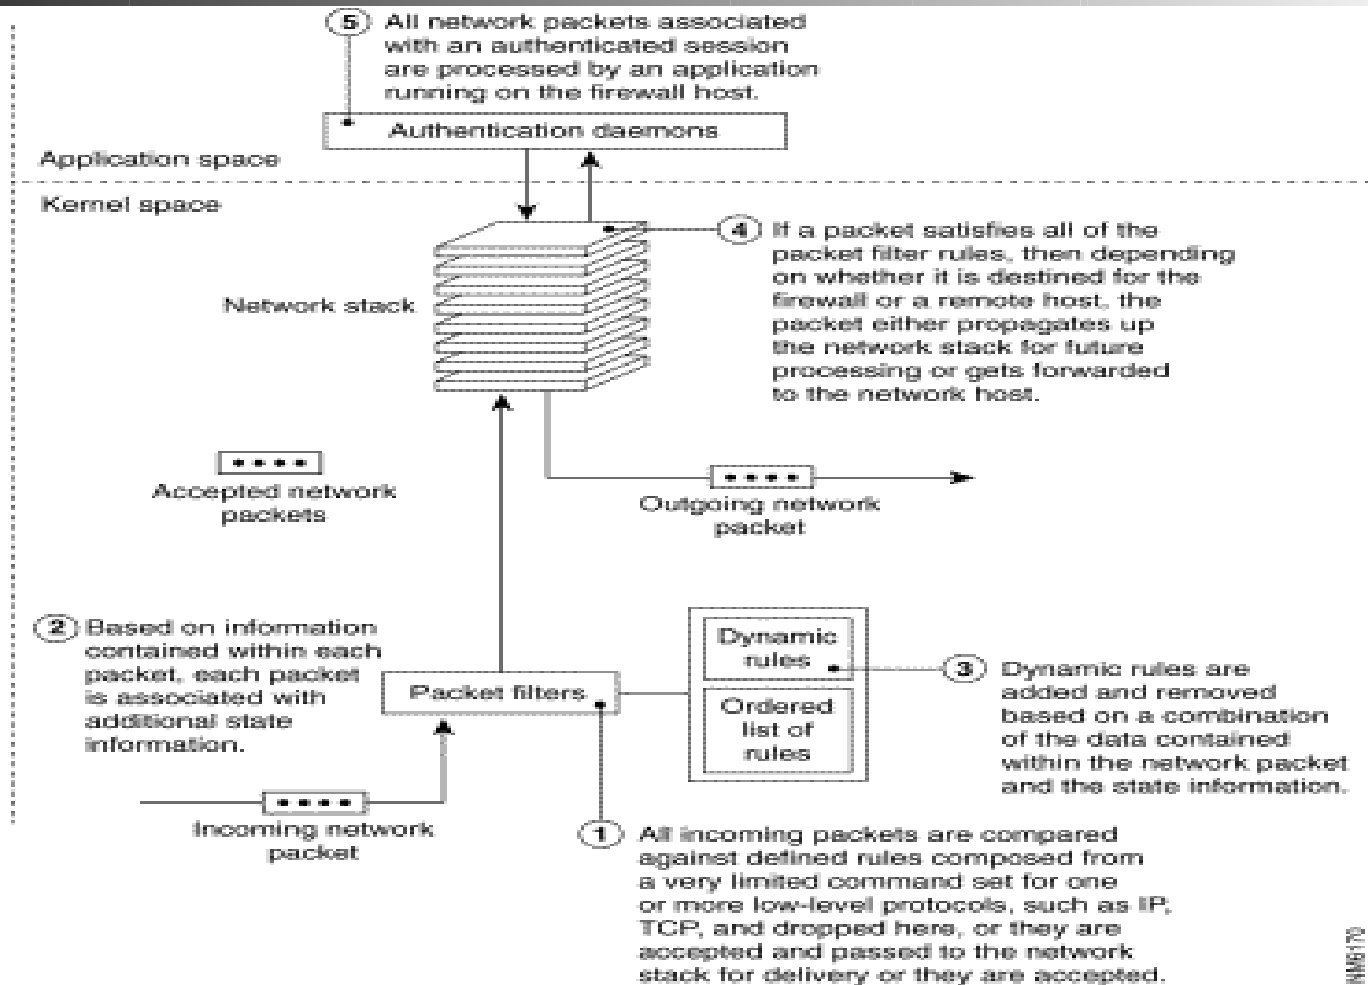 5 All network packets associated
with an authenticated session
are processed by an application
running on the firewall host.
Authentication daemons
Application space
Kernel space
4 If a packet satisfies all of the
packet filter rules, then depending
on whether it is destined for the
firewall or a remote host, the
packet either propagates up
the network stack for future
processing or gets forwarded
to the network host.
Network stack
Accepted network
packets
Outgoing network
packet
2 Based on information
contained within each
packet, each packet
is associated with
additional state
information.
Packet filters
Dynamic
rules
Ordered
list of
rules
3 Dynamic rules are
added and removed
based on a combination
of the data contained
within the network packet
and the state information.
Incoming network
packet
1 All incoming packets are compared
against defined rules composed from
a very limited command set for one
or more low-level protocols, such as IP,
TCP, and dropped here, or they are
accepted and passed to the network
stack for delivery or they are accepted.
NM6170